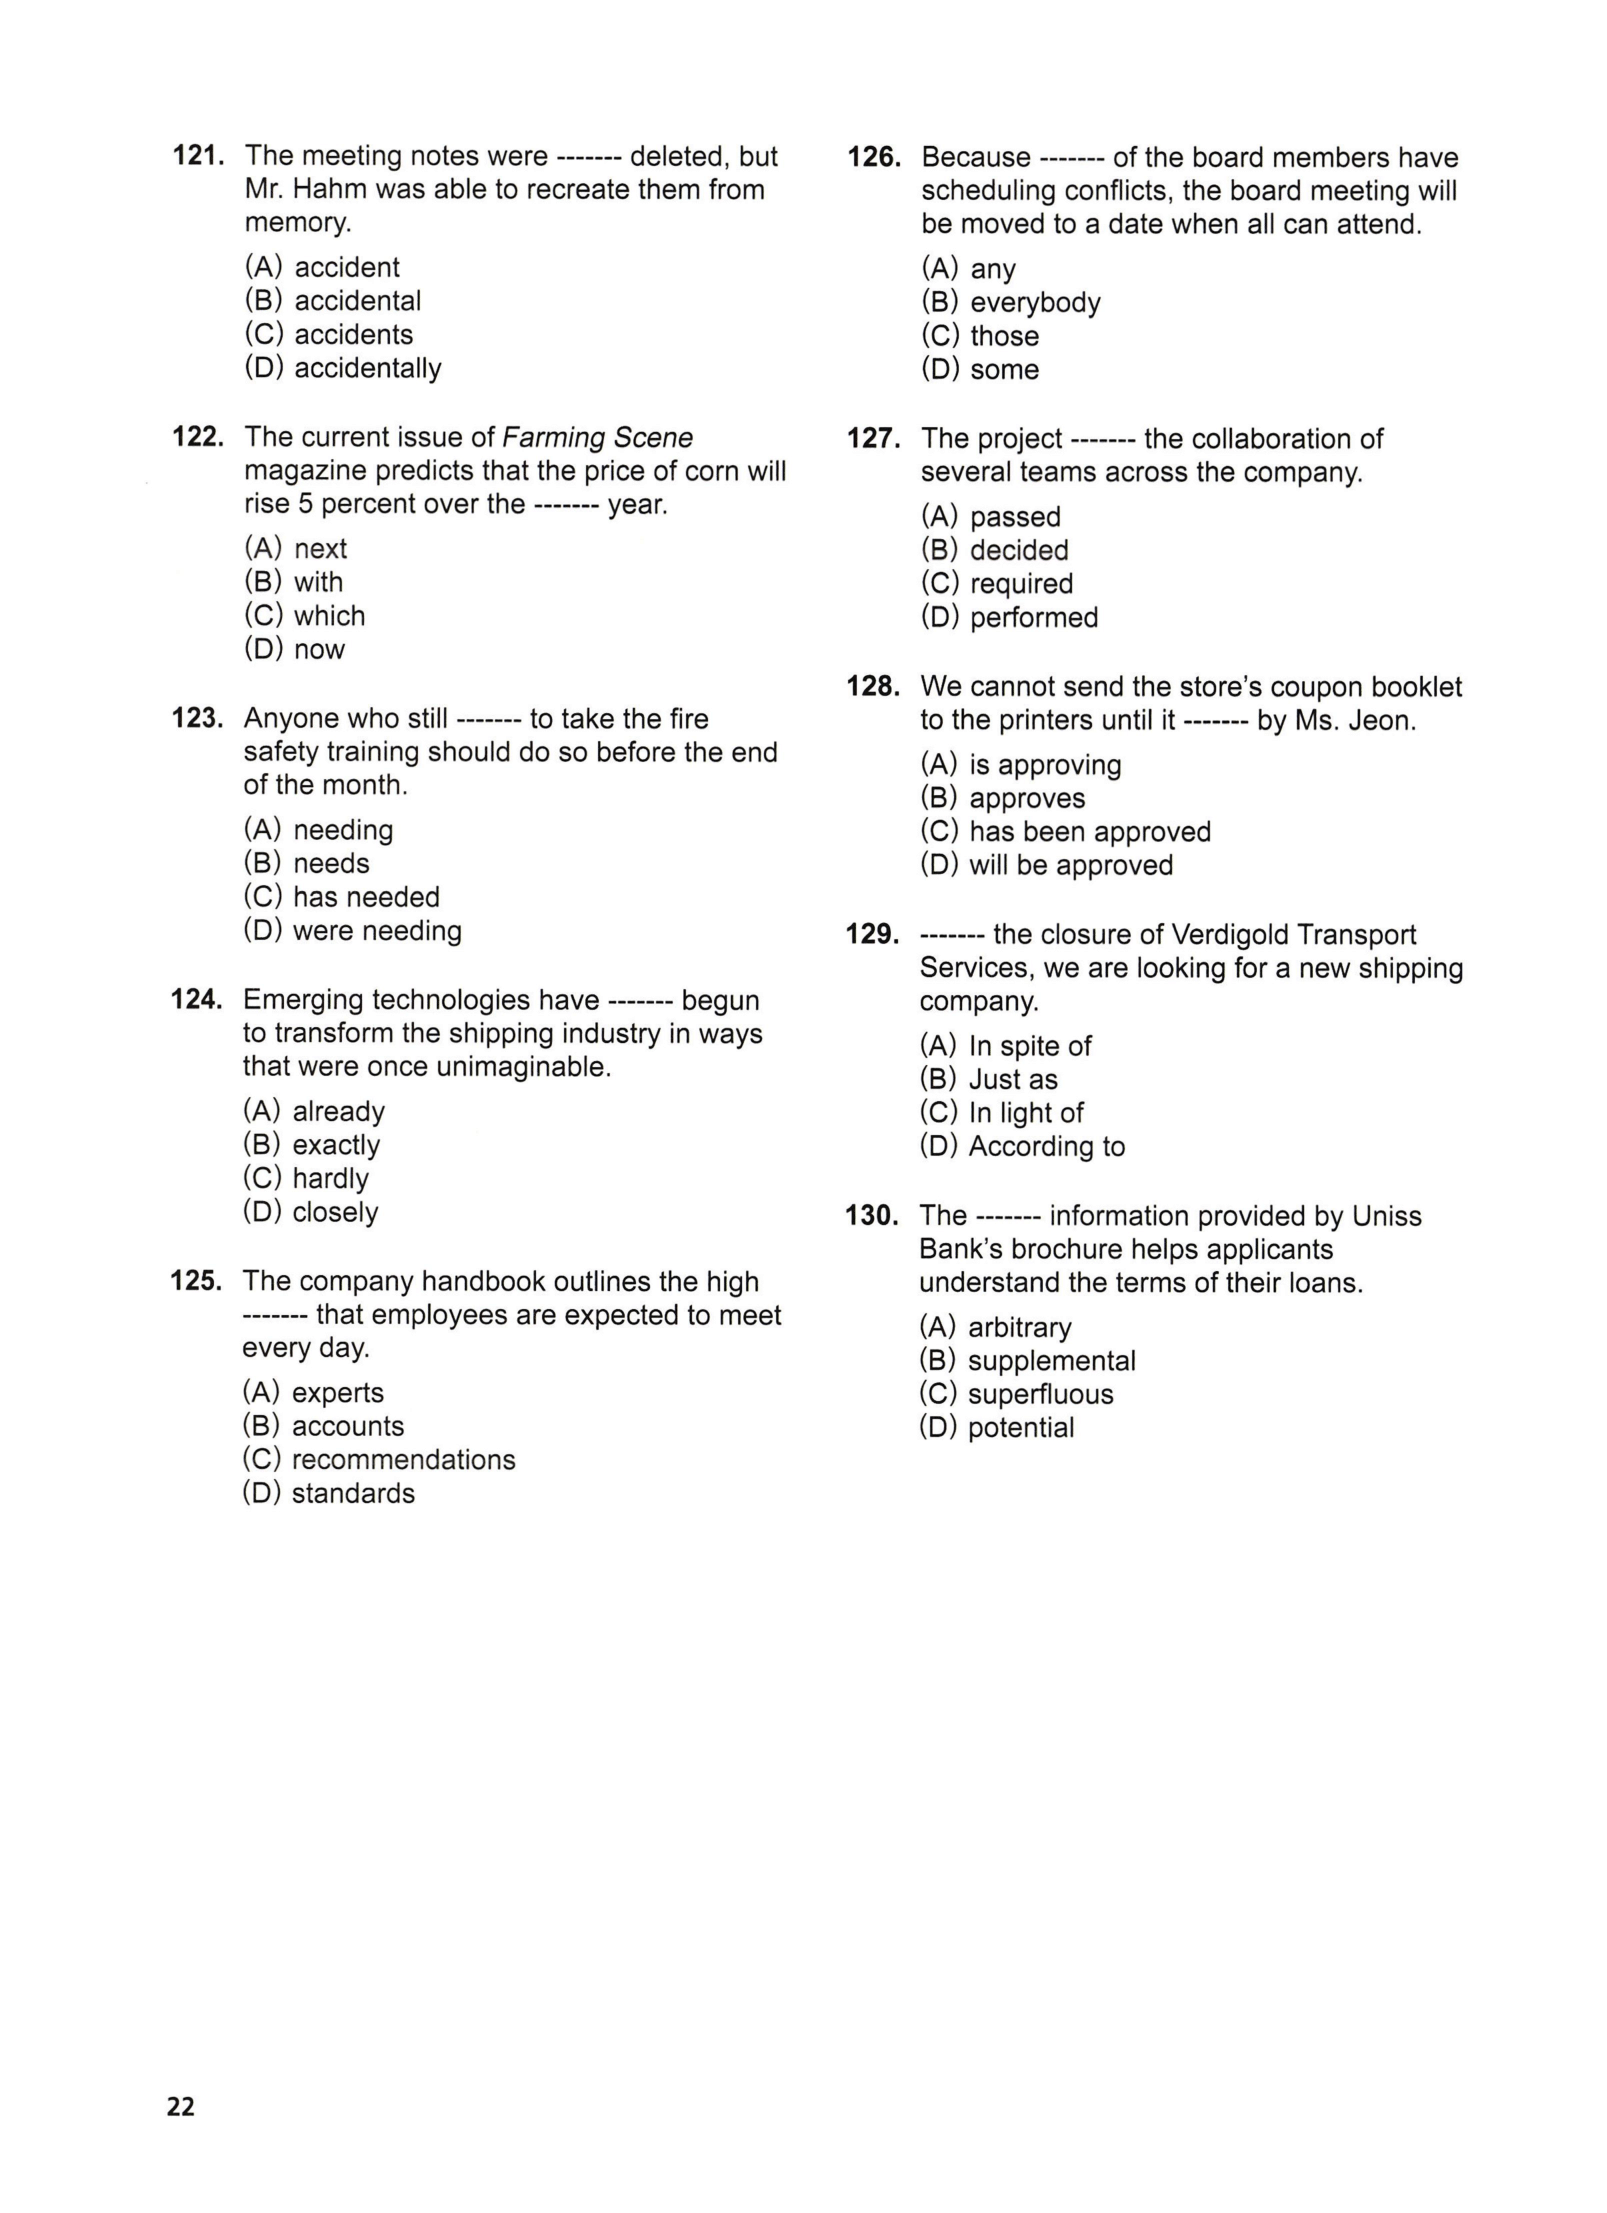 121. The meeting notes were ------- deleted, but
Mr. Hahm was able to recreate them from
memory.
(A) accident
(B) accidental
(C) accidents
(D) accidentally
122. The current issue of Farming Scene
magazine predicts that the price of corn will
rise 5 percent over the ------- year.
(A) next
(B) with
(C) which
(D) now
123. Anyone who still ------- to take the fire
safety training should do so before the end
of the month.
(A) needing
(B) needs
(C) has needed
(D) were needing
124. Emerging technologies have ------- begun
to transform the shipping industry in ways
that were once unimaginable.
(A) already
(B) exactly
(C) hardly
(D) closely
125. The company handbook outlines the high
------- that employees are expected to meet
every day.
(A) experts
(B) accounts
(C) recommendations
(D) standards
126. Because ------- of the board members have
scheduling conflicts, the board meeting will
be moved to a date when all can attend.
(A) any
(B) everybody
(C) those
(D) some
127. The project ------- the collaboration of
several teams across the company.
(A) passed
(B) decided
(C) required
(D) performed
128. We cannot send the store's coupon booklet
to the printers until it ------- by Ms. Jeon.
(A) is approving
(B) approves
(C) has been approved
(D) will be approved
129. ------- the closure of Verdigold Transport
Services, we are looking for a new shipping
company.
(A) In spite of
(B) Just as
(C) In light of
(D) According to
130. The ------- information provided by Uniss
Bank's brochure helps applicants
understand the terms of their loans.
(A) arbitrary
(B) supplemental
(C) superfluous
(D) potential
22